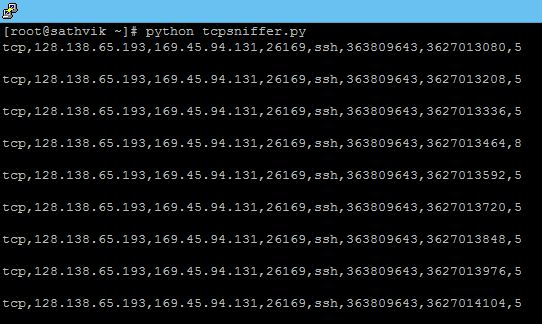 [root@sathvik ~]# python tcpsniffer.py
tcp,128.138.65.193,169.45.94.131,26169,ssh,363809643,3627013080,5
tcp,128.138.65.193,169.45.94.131,26169,ssh,363809643,3627013208,5
tcp,128.138.65.193,169.45.94.131,26169,ssh,363809643,3627013336,5
tcp,128.138.65.193,169.45.94.131,26169,ssh,363809643,3627013464,8
tcp,128.138.65.193,169.45.94.131,26169,ssh,363809643,3627013592,5
tcp,128.138.65.193,169.45.94.131,26169,ssh,363809643,3627013720,5
tcp,128.138.65.193,169.45.94.131,26169,ssh,363809643,3627013848,5
tcp,128.138.65.193,169.45.94.131,26169,ssh,363809643,3627013976,5
tcp,128.138.65.193,169.45.94.131,26169,ssh,363809643,3627014104,5